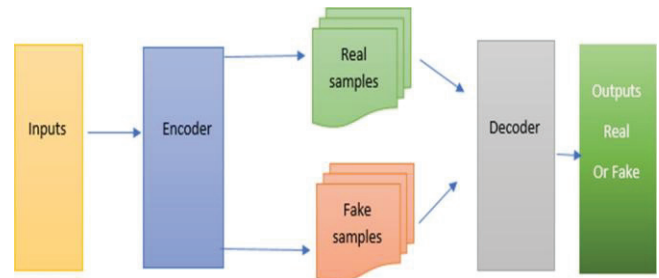 Inputs
Encoder
Real
samples
Fake
samples
Decoder
Outputs
Real
Or Fake